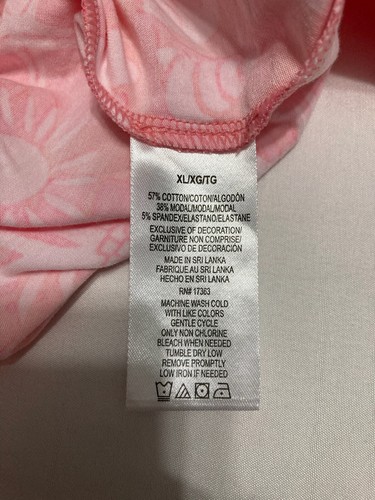 XL/XG/TG
57% COTTON/COTON/ALGODÓN
38% MODAL/MODAL/MODAL
5% SPANDEX/ELASTANO/ELASTANE
EXCLUSIVE OF DECORATION/
GARNITURE NON COMPRISE/
EXCLUSIVO DE DECORACIÓN
MADE IN SRI LANKA
FABRIQUE AU SRI LANKA
HECHO EN SRI LANKA
RN# 17363
MACHINE WASH COLD
WITH LIKE COLORS
GENTLE CYCLE
ONLY NON CHLORINE
BLEACH WHEN NEEDED
TUMBLE DRY LOW
REMOVE PROMPTLY
LOW IRON IF NEEDED